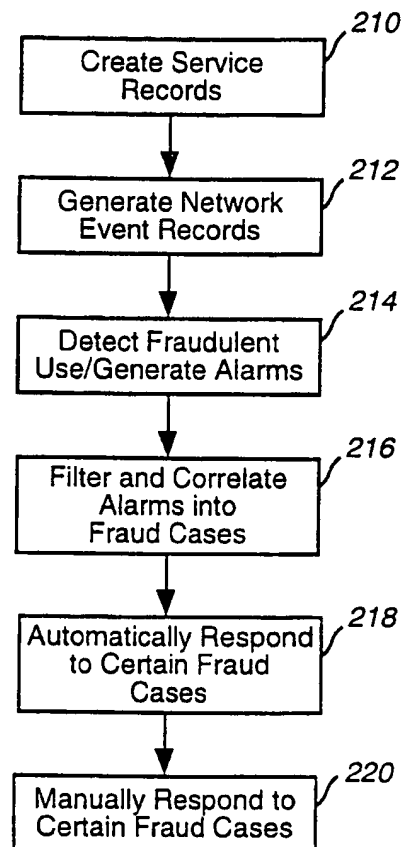 210
Create Service
Records
212
Generate Network
Event Records
214
Detect Fraudulent
Use/Generate Alarms
216
Filter and Correlate
Alarms into
Fraud Cases
218
Automatically Respond
to Certain Fraud
Cases
220
Manually Respond to
Certain Fraud Cases